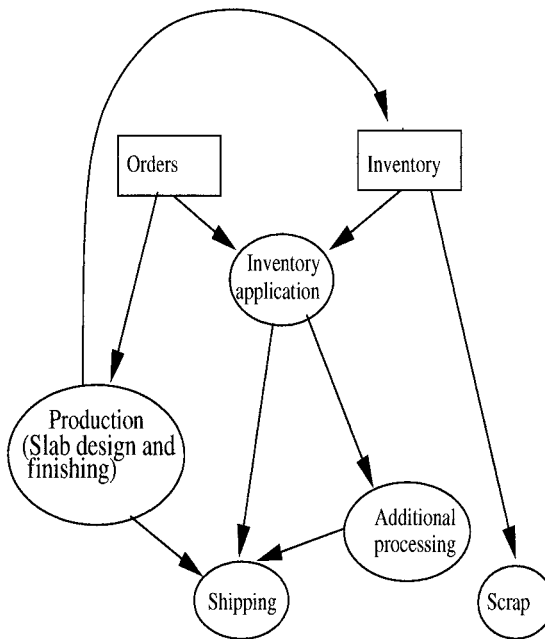 Orders
Inventory
Inventory
application
Production
(Slab design and
finishing)
Additional
processing
Shipping
Scrap